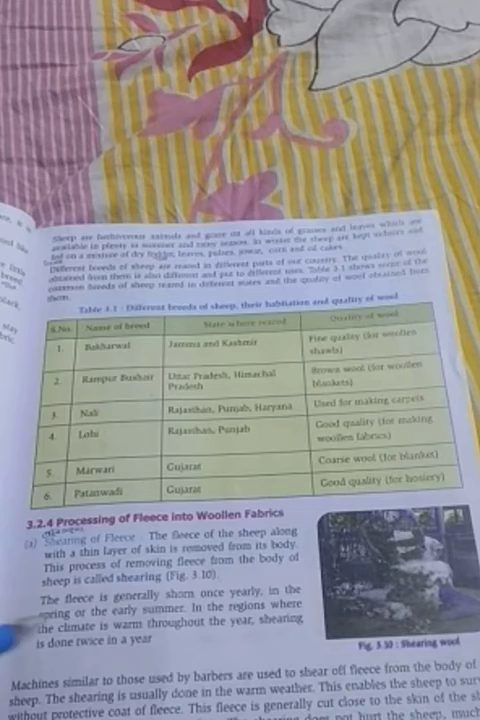 Sheep are herbivorous animals and graze on all kinds of grasses and leaves which are
available in plenty in summer and rainy season. In winter the sheep are kept indoors and
fed on a mixture of dry fodder, leaves, pulses, jowar, corn and oil cakes.
Different breeds of sheep are reared in different parts of our country. The quality of wool
obtained from them is also different and put to different uses. Table 3.1 shows some of the
common breeds of sheep reared in different states and the quality of wool obtained from
them.
Table 3.1 : Different breeds of sheep, their habitation and quality of wool
S.No. Name of breed State where reared Quality of wool
1. Bakharwal Jammu and Kashmir Fine quality (for woollen
shawls)
2. Rampur Bushair Uttar Pradesh, Himachal
Pradesh Brown wool (for woollen
blankets)
3. Nali Rajasthan, Punjab, Haryana Used for making carpets
4. Lohi Rajasthan, Punjab Good quality (for making
woollen fabrics)
5. Marwari Gujarat Coarse wool (for blanket)
6. Patanwadi Gujarat Good quality (for hosiery)
3.2.4 Processing of Fleece into Woollen Fabrics
(a) Shearing of Fleece : The fleece of the sheep along
with a thin layer of skin is removed from its body.
This process of removing fleece from the body of
sheep is called shearing (Fig. 3.10).
The fleece is generally shorn once yearly, in the
spring or the early summer. In the regions where
the climate is warm throughout the year, shearing
is done twice in a year
Fig. 3.10 : Shearing wool
Machines similar to those used by barbers are used to shear off fleece from the body of
sheep. The shearing is usually done in the warm weather. This enables the sheep to
without protective coat of fleece. This fleece is generally cut close to the skin of the
shearing does not hurt the sheep, much